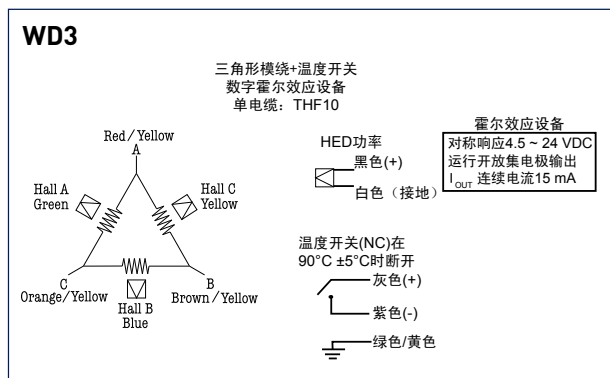 WD3
三角形模绕+温度开关
数字霍尔效应设备
单电缆：THF10
Red/Yellow
A
Hall A
Green
Hall C
Yellow
C
Orange/Yellow
B
Brown/Yellow
Hall B
Blue
HED功率
黑色(+)
白色（接地）
霍尔效应设备
对称响应4.5 ~ 24 VDC
运行开放集电极输出
I OUT 连续电流15 mA
温度开关(NC)在
90°C ±5°C时断开
灰色(+)
紫色(-)
绿色/黄色